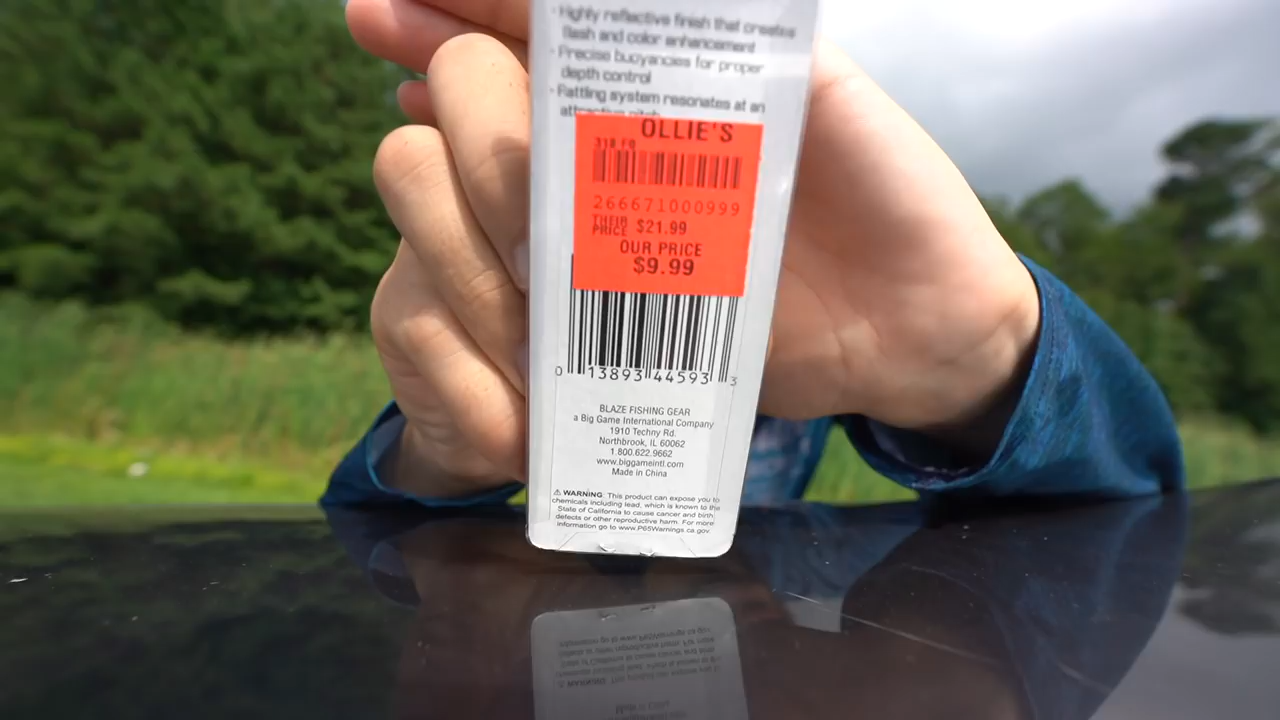 · Highly reflective finish that creates
flash and color enhancement
· Precise buoyancies for proper
depth control
· Rattling system resonates at an
attractive pitch
OLLIE'S
266671000999
THEIR
PRICE $21.99
OUR PRICE
$9.99
0 13893 44593 3
BLAZE FISHING GEAR
a Big Game International Company
1910 Techny Rd.
Northbrook, IL 60062
1.800.622.9662
www.biggameintl.com
Made in China
⚠ WARNING: This product can expose you to
chemicals including lead, which is known to the
State of California to cause cancer and birth
defects or other reproductive harm. For more
information go to www.P65Warnings.ca.gov.